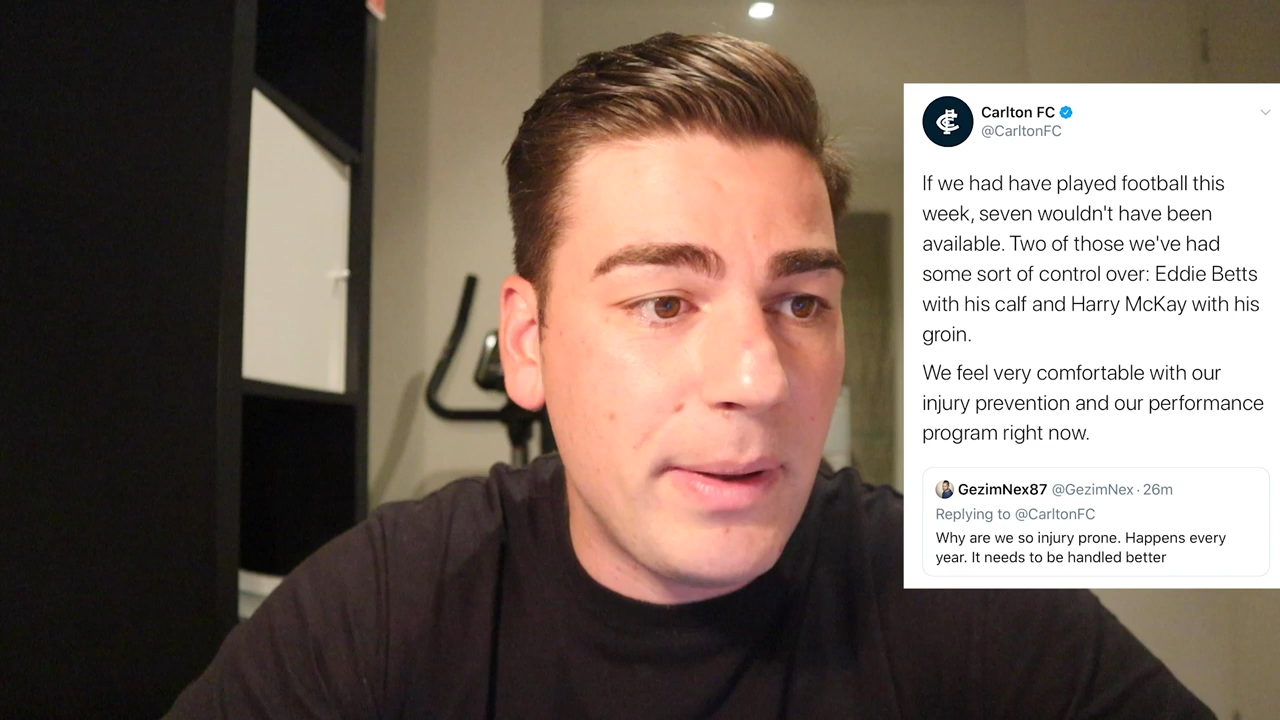 Carlton FC
@CarltonFC
If we had have played football this
week, seven wouldn't have been
available. Two of those we've had
some sort of control over: Eddie Betts
with his calf and Harry McKay with his
groin.
We feel very comfortable with our
injury prevention and our performance
program right now.
GezimNex87 @GezimNex · 26m
Replying to @CarltonFC
Why are we so injury prone. Happens every
year. It needs to be handled better